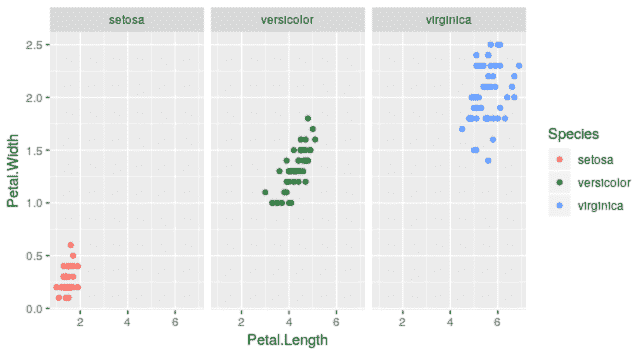 setosa
versicolor
virginica
Petal.Width
2.5
2.0
1.5
1.0
0.5
0.0
2 4 6
2 4 6
2 4 6
Petal.Length
Species
setosa
versicolor
virginica